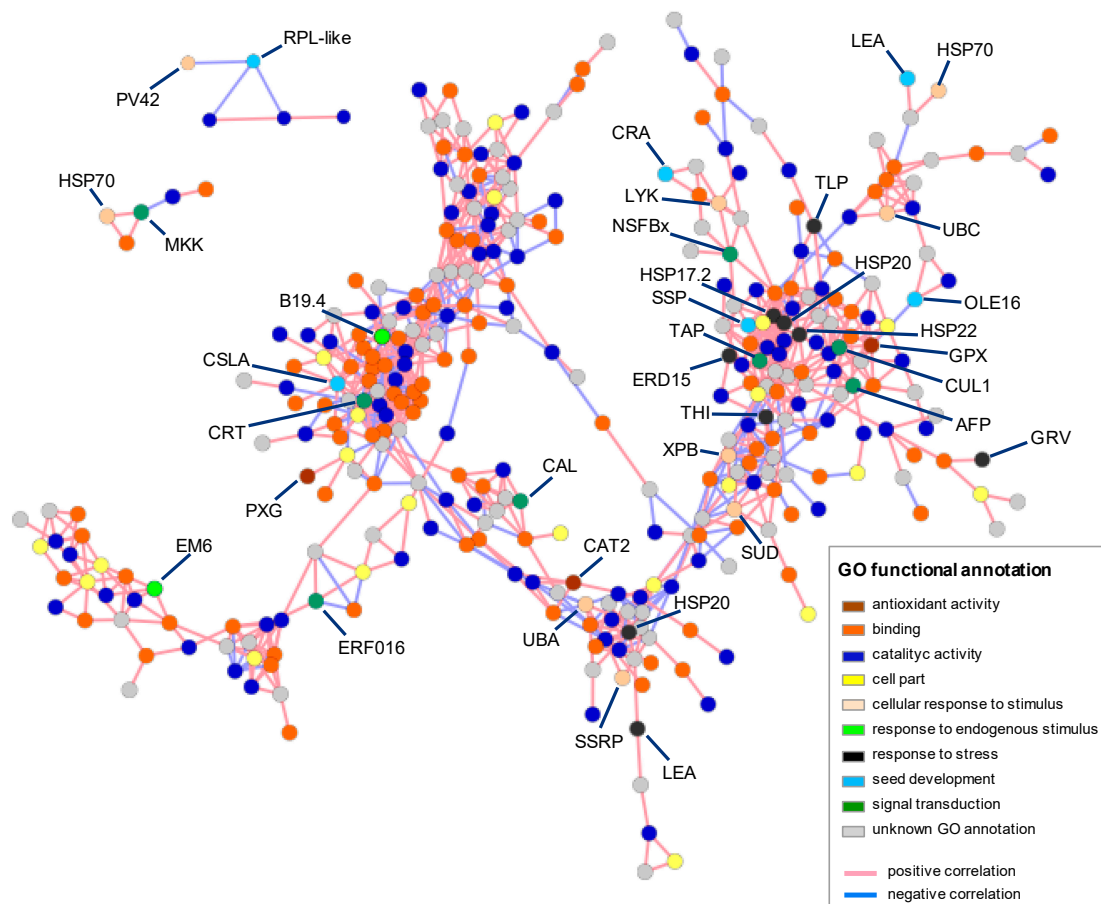 RPL-like
PV42
HSP70
MKK
LEA
HSP70
CRA
LYK
TLP
NSFBx
UBC
HSP17.2
HSP20
SSP
OLE16
B19.4
TAP
HSP22
CSLA
GPX
ERD15
CUL1
CRT
THI
AFP
GRV
XPB
PXG
CAL
SUD
EM6
CAT2
HSP20
UBA
ERF016
SSRP
LEA
GO functional annotation
antioxidant activity
binding
catalityc activity
cell part
cellular response to stimulus
response to endogenous stimulus
response to stress
seed development
signal transduction
unknown GO annotation
positive correlation
negative correlation